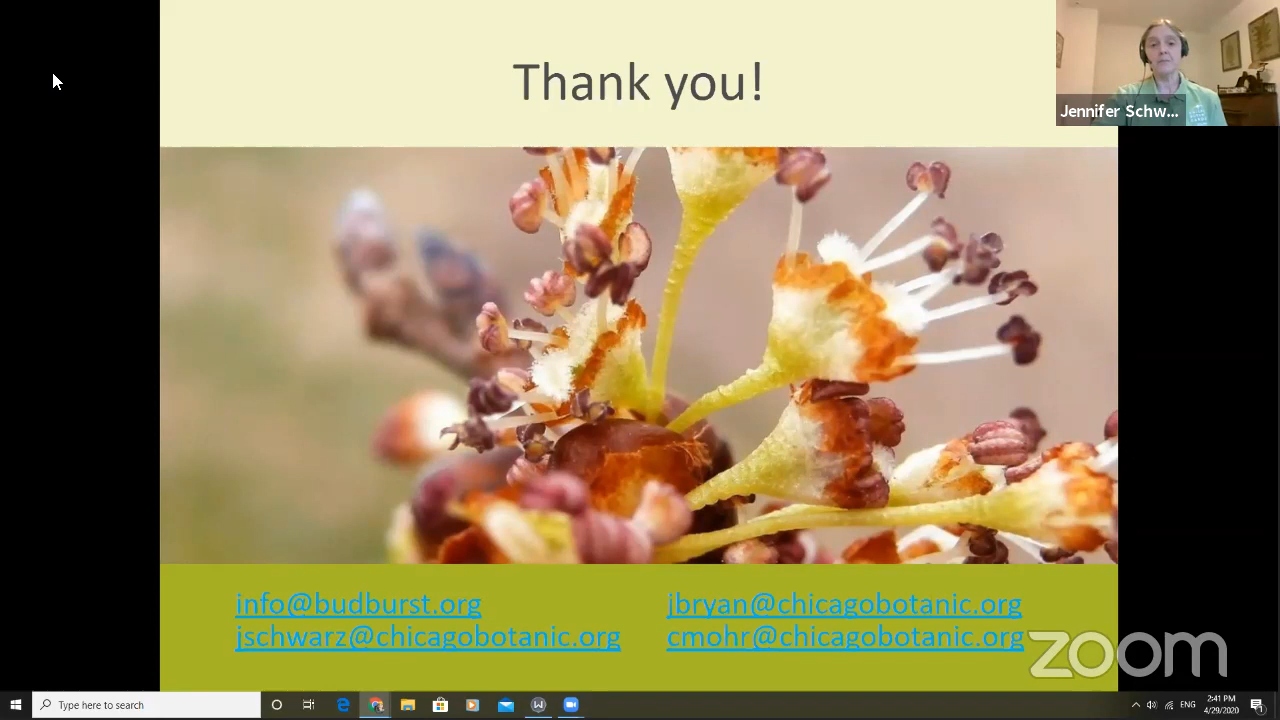 Thank you!
Jennifer Schw...
info@budburst.org
jschwarz@chicagobotanic.org
jbryan@chicagobotanic.org
cmohr@chicagobotanic.org
zoom
Type here to search
ENG
2:41 PM
4/29/2020